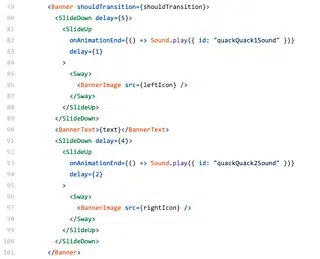 79 <Banner shouldTransition={shouldTransition}>
80 <SlideDown delay={5}>
81 <SlideUp
82 onAnimationEnd={() => Sound.play({ id: "quackQuack1Sound" })}
83 delay={1}
84 >
85 <Sway>
86 <BannerImage src={leftIcon} />
87 </Sway>
88 </SlideUp>
89 </SlideDown>
90 <BannerText>{text}</BannerText>
91 <SlideDown delay={4}>
92 <SlideUp
93 onAnimationEnd={() => Sound.play({ id: "quackQuack2Sound" })}
94 delay={2}
95 >
96 <Sway>
97 <BannerImage src={rightIcon} />
98 </Sway>
99 </SlideUp>
100 </SlideDown>
101 </Banner>